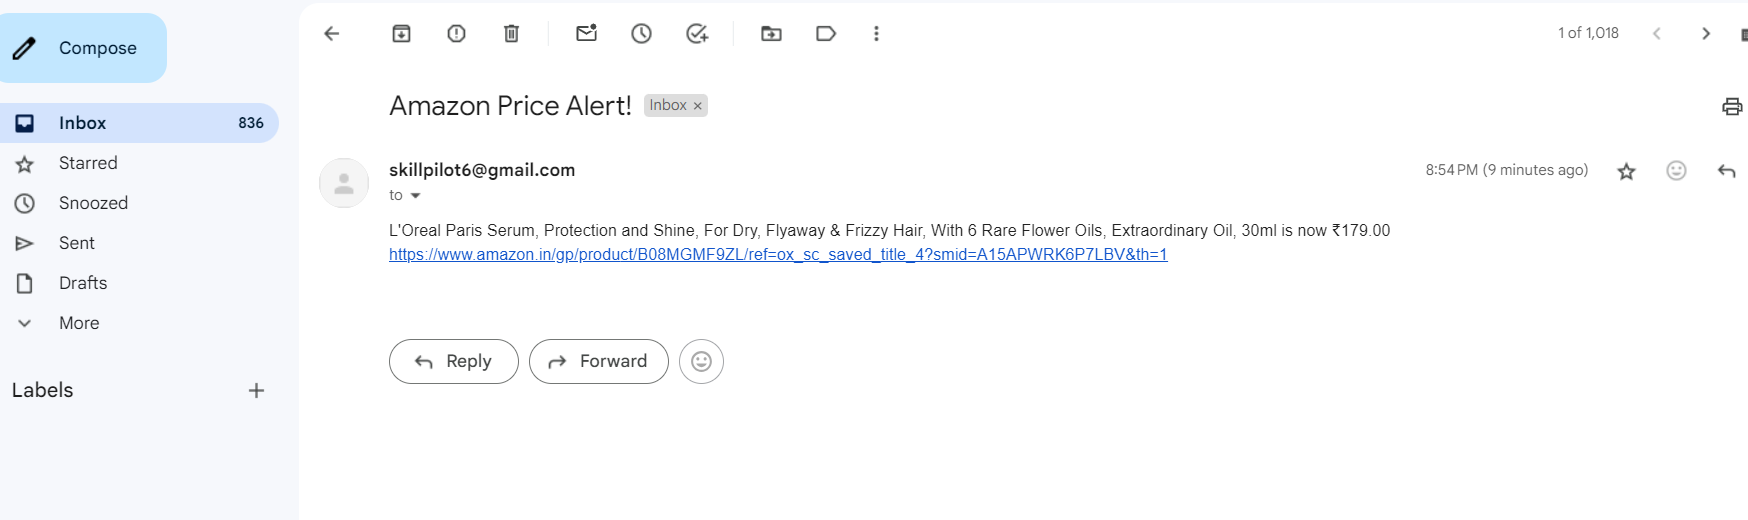 Compose
1 of 1,018
Amazon Price Alert! Inbox ×
Inbox 836
Starred
skillpilot6@gmail.com 8:54 PM (9 minutes ago)
to
Snoozed
L'Oreal Paris Serum, Protection and Shine, For Dry, Flyaway & Frizzy Hair, With 6 Rare Flower Oils, Extraordinary Oil, 30ml is now ₹179.00
https://www.amazon.in/gp/product/B08MGMF9ZL/ref=ox_sc_saved_title_4?smid=A15APWRK6P7LBV&th=1
Sent
Drafts
More
Reply Forward
Labels +